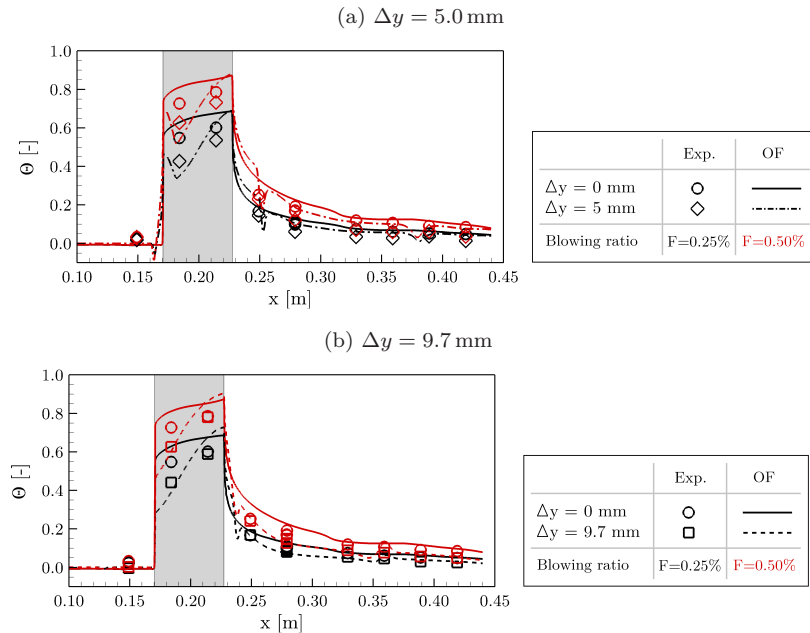 (a) Δy = 5.0 mm
1.0
0.8
0.6
0.4
0.2
0.0
Θ [-]
0.10 0.15 0.20 0.25 0.30 0.35 0.40 0.45
x [m]
Exp. OF
Δy = 0 mm
Δy = 5 mm
Blowing ratio F=0.25% F=0.50%
(b) Δy = 9.7 mm
1.0
0.8
0.6
0.4
0.2
0.0
Θ [-]
0.10 0.15 0.20 0.25 0.30 0.35 0.40 0.45
x [m]
Exp. OF
Δy = 0 mm
Δy = 9.7 mm
Blowing ratio F=0.25% F=0.50%